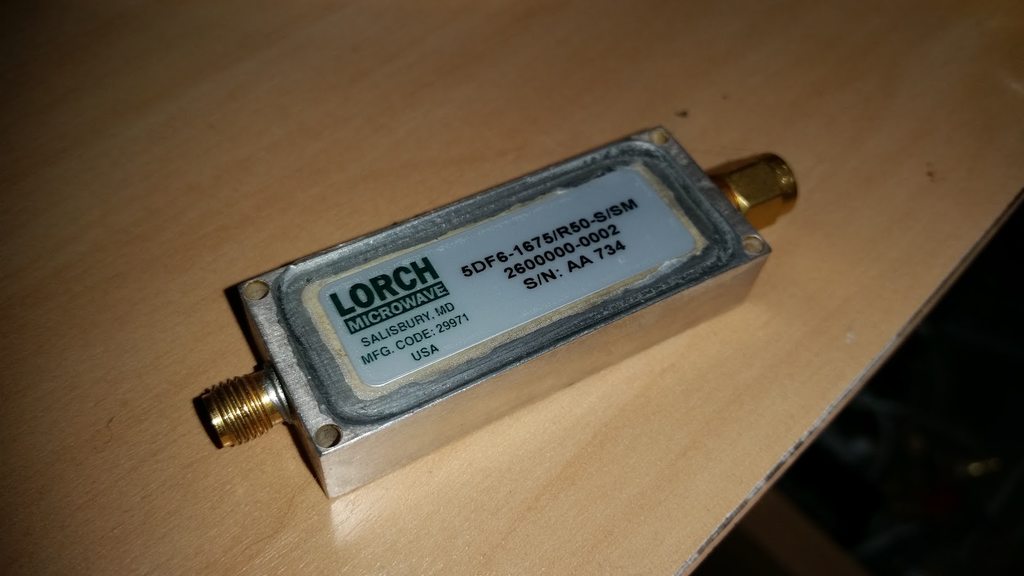 LORCH
MICROWAVE
SALISBURY, MD
MFG. CODE: 29971
USA
5DF6-1675/R50-S/SM
2600000-0002
S/N: AA 734